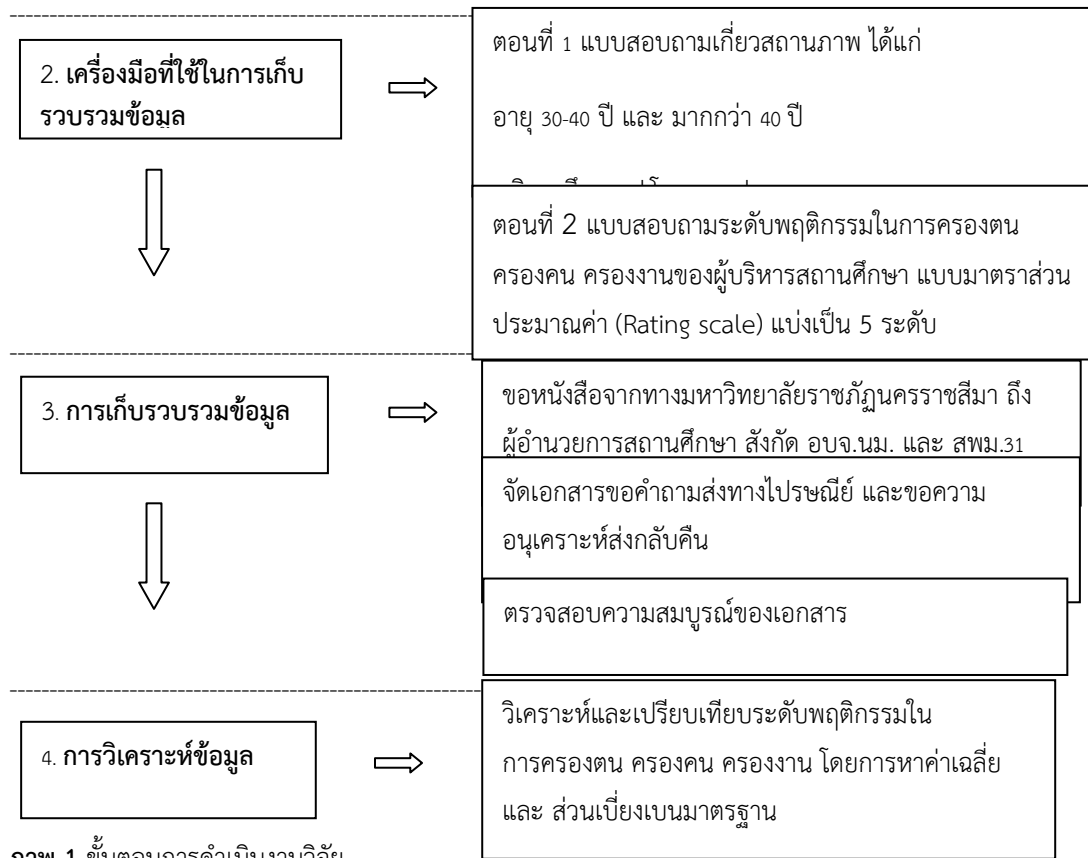 2. เครื่องมือที่ใช้ในการเก็บ
รวบรวมข้อมูล
ตอนที่ 1 แบบสอบถามเกี่ยวสถานภาพ ได้แก่
อายุ 30-40 ปี และ มากกว่า 40 ปี
ตอนที่ 2 แบบสอบถามระดับพฤติกรรมในการครองตน
ครองคน ครองงานของผู้บริหารสถานศึกษา แบบมาตราส่วน
ประมาณค่า (Rating scale) แบ่งเป็น 5 ระดับ
3. การเก็บรวบรวมข้อมูล
ขอหนังสือจากทางมหาวิทยาลัยราชภัฏนครราชสีมา ถึง
ผู้อำนวยการสถานศึกษา สังกัด อบจ.นม. และ สพม.31
จัดเอกสารขอคำถามส่งทางไปรษณีย์ และขอความ
อนุเคราะห์ส่งกลับคืน
ตรวจสอบความสมบูรณ์ของเอกสาร
4. การวิเคราะห์ข้อมูล
วิเคราะห์และเปรียบเทียบระดับพฤติกรรมใน
การครองตน ครองคน ครองงาน โดยการหาค่าเฉลี่ย
และ ส่วนเบี่ยงเบนมาตรฐาน
ภาพ 1 ขั้นตอนการดำเนินงานวิจัย